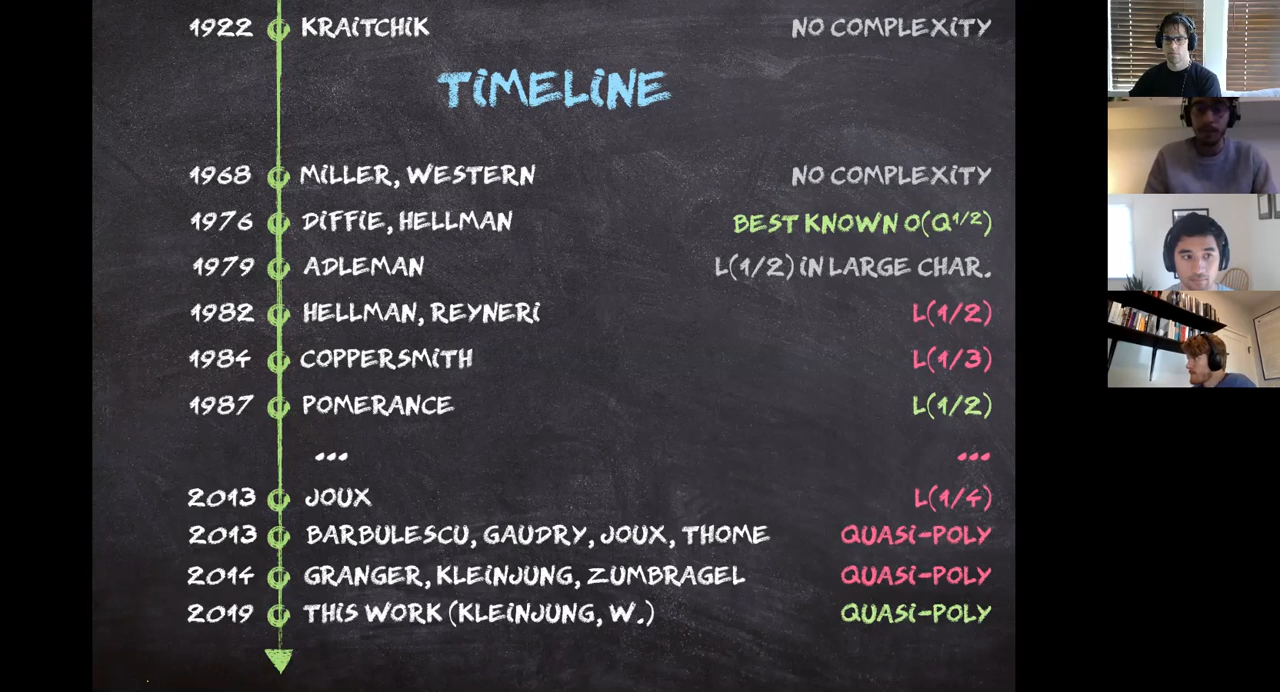 1922 KRAITCHIK NO COMPLEXITY
TIMELINE
1968 MILLER, WESTERN NO COMPLEXITY
1976 DIFFIE, HELLMAN BEST KNOWN O(Q^1/2)
1979 ADLEMAN L(1/2) IN LARGE CHAR.
1982 HELLMAN, REYNERI L(1/2)
1984 COPPERSMITH L(1/3)
1987 POMERANCE L(1/2)
... ...
2013 JOUX L(1/4)
2013 BARBULESCU, GAUDRY, JOUX, THOME QUASI-POLY
2014 GRANGER, KLEINJUNG, ZUMBRAGEL QUASI-POLY
2019 THIS WORK (KLEINJUNG, W.) QUASI-POLY